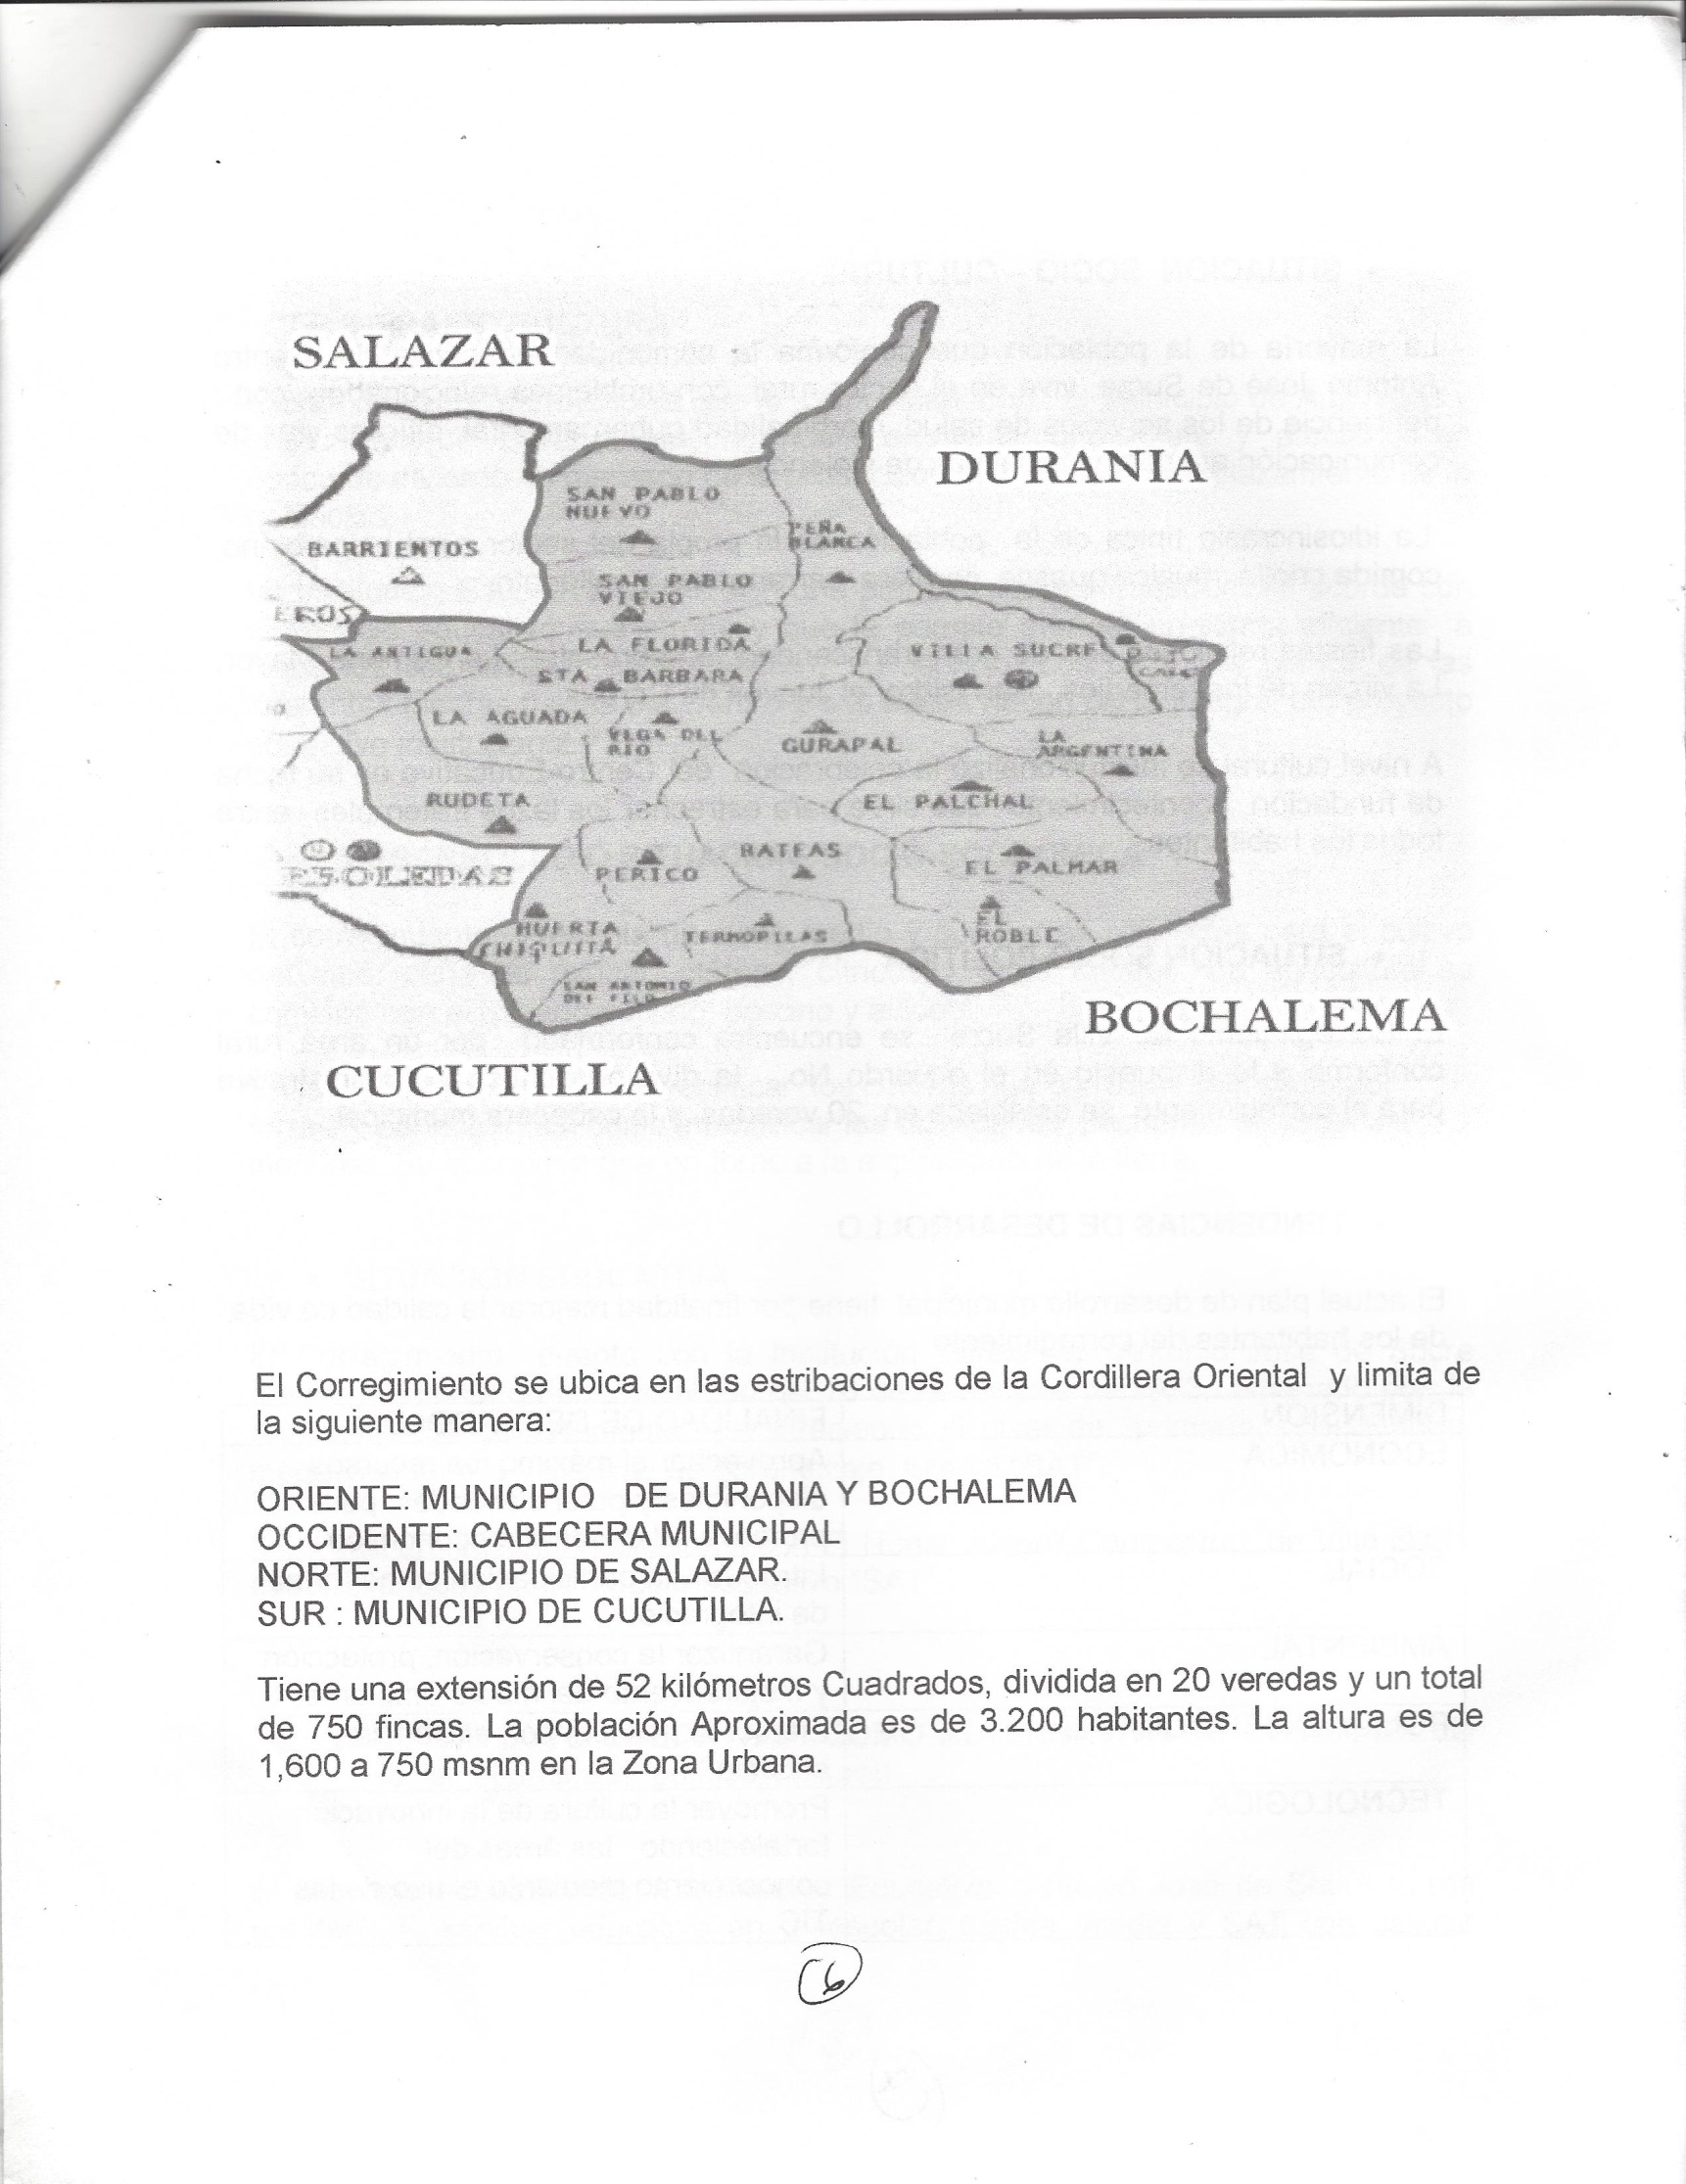 SALAZAR
DURANIA
SAN PABLO
NUEVO
PEÑA
BLANCA
BARRIENTOS
SAN PABLO
VIEJO
EROS
LA FLORIDA
LA ANTIGUA
VILLA SUCRE
STA BARBARA
LA AGUADA
VEGA DEL
RIO
GURAPAL
LA
ARGENTINA
RUDETA
EL PALCHAL
BATEAS
PERICO
EL PALMAR
HUERTA
CHIQUITA
TERMOPILAS
EL
ROBLE
SAN ANTONIO
DEL FILO
BOCHALEMA
CUCUTILLA
El Corregimiento se ubica en las estribaciones de la Cordillera Oriental y limita de
la siguiente manera:
ORIENTE: MUNICIPIO DE DURANIA Y BOCHALEMA
OCCIDENTE: CABECERA MUNICIPAL
NORTE: MUNICIPIO DE SALAZAR.
SUR : MUNICIPIO DE CUCUTILLA.
Tiene una extensión de 52 kilómetros Cuadrados, dividida en 20 veredas y un total
de 750 fincas. La población Aproximada es de 3.200 habitantes. La altura es de
1,600 a 750 msnm en la Zona Urbana.
6